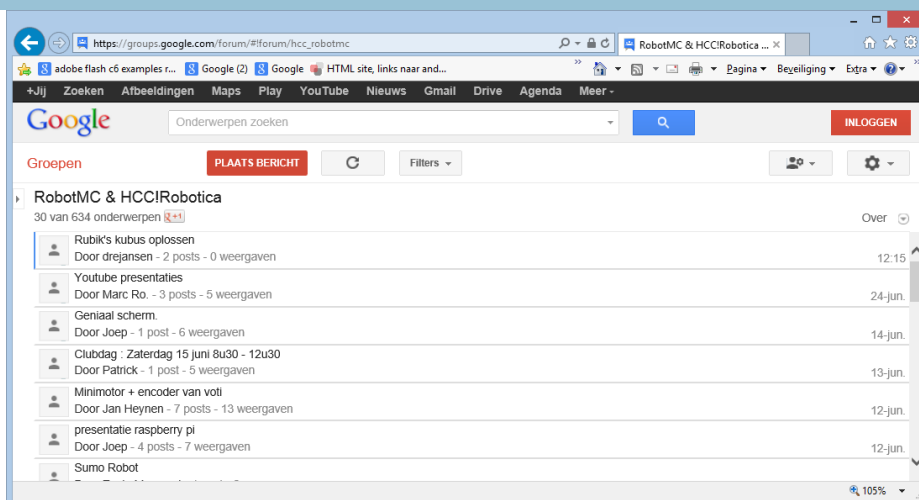 https://groups.google.com/forum/#!forum/hcc_robotmc
RobotMC & HCC!Robotica ...
adobe flash c6 examples r... Google (2) Google HTML site, links naar and... Pagina Beveiliging Extra
+Jij Zoeken Afbeeldingen Maps Play YouTube Nieuws Gmail Drive Agenda Meer
Google Onderwerpen zoeken INLOGGEN
Groepen PLAATS BERICHT Filters
RobotMC & HCC!Robotica
30 van 634 onderwerpen +1 Over
Rubik's kubus oplossen
Door drejansen - 2 posts - 0 weergaven 12:15
Youtube presentaties
Door Marc Ro. - 3 posts - 5 weergaven 24-jun.
Geniaal scherm.
Door Joep - 1 post - 6 weergaven 14-jun.
Clubdag : Zaterdag 15 juni 8u30 - 12u30
Door Patrick - 1 post - 5 weergaven 13-jun.
Minimotor + encoder van voti
Door Jan Heynen - 7 posts - 13 weergaven 12-jun.
presentatie raspberry pi
Door Joep - 4 posts - 7 weergaven 12-jun.
Sumo Robot
105%